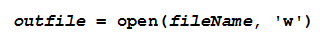 outfile = open(fileName, 'w')